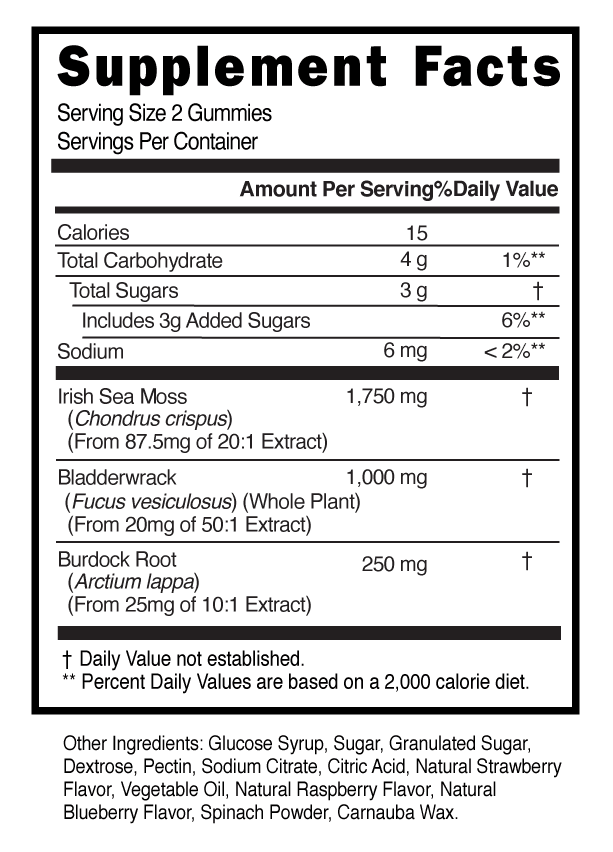 Supplement Facts
Serving Size 2 Gummies
Servings Per Container
Amount Per Serving %Daily Value
Calories 15
Total Carbohydrate 4 g 1%**
Total Sugars 3 g †
Includes 3g Added Sugars 6%**
Sodium 6 mg < 2%**
Irish Sea Moss 1,750 mg †
(Chondrus crispus)
(From 87.5mg of 20:1 Extract)
Bladderwrack 1,000 mg †
(Fucus vesiculosus) (Whole Plant)
(From 20mg of 50:1 Extract)
Burdock Root 250 mg †
(Arctium lappa)
(From 25mg of 10:1 Extract)
† Daily Value not established.
** Percent Daily Values are based on a 2,000 calorie diet.
Other Ingredients: Glucose Syrup, Sugar, Granulated Sugar,
Dextrose, Pectin, Sodium Citrate, Citric Acid, Natural Strawberry
Flavor, Vegetable Oil, Natural Raspberry Flavor, Natural
Blueberry Flavor, Spinach Powder, Carnauba Wax.